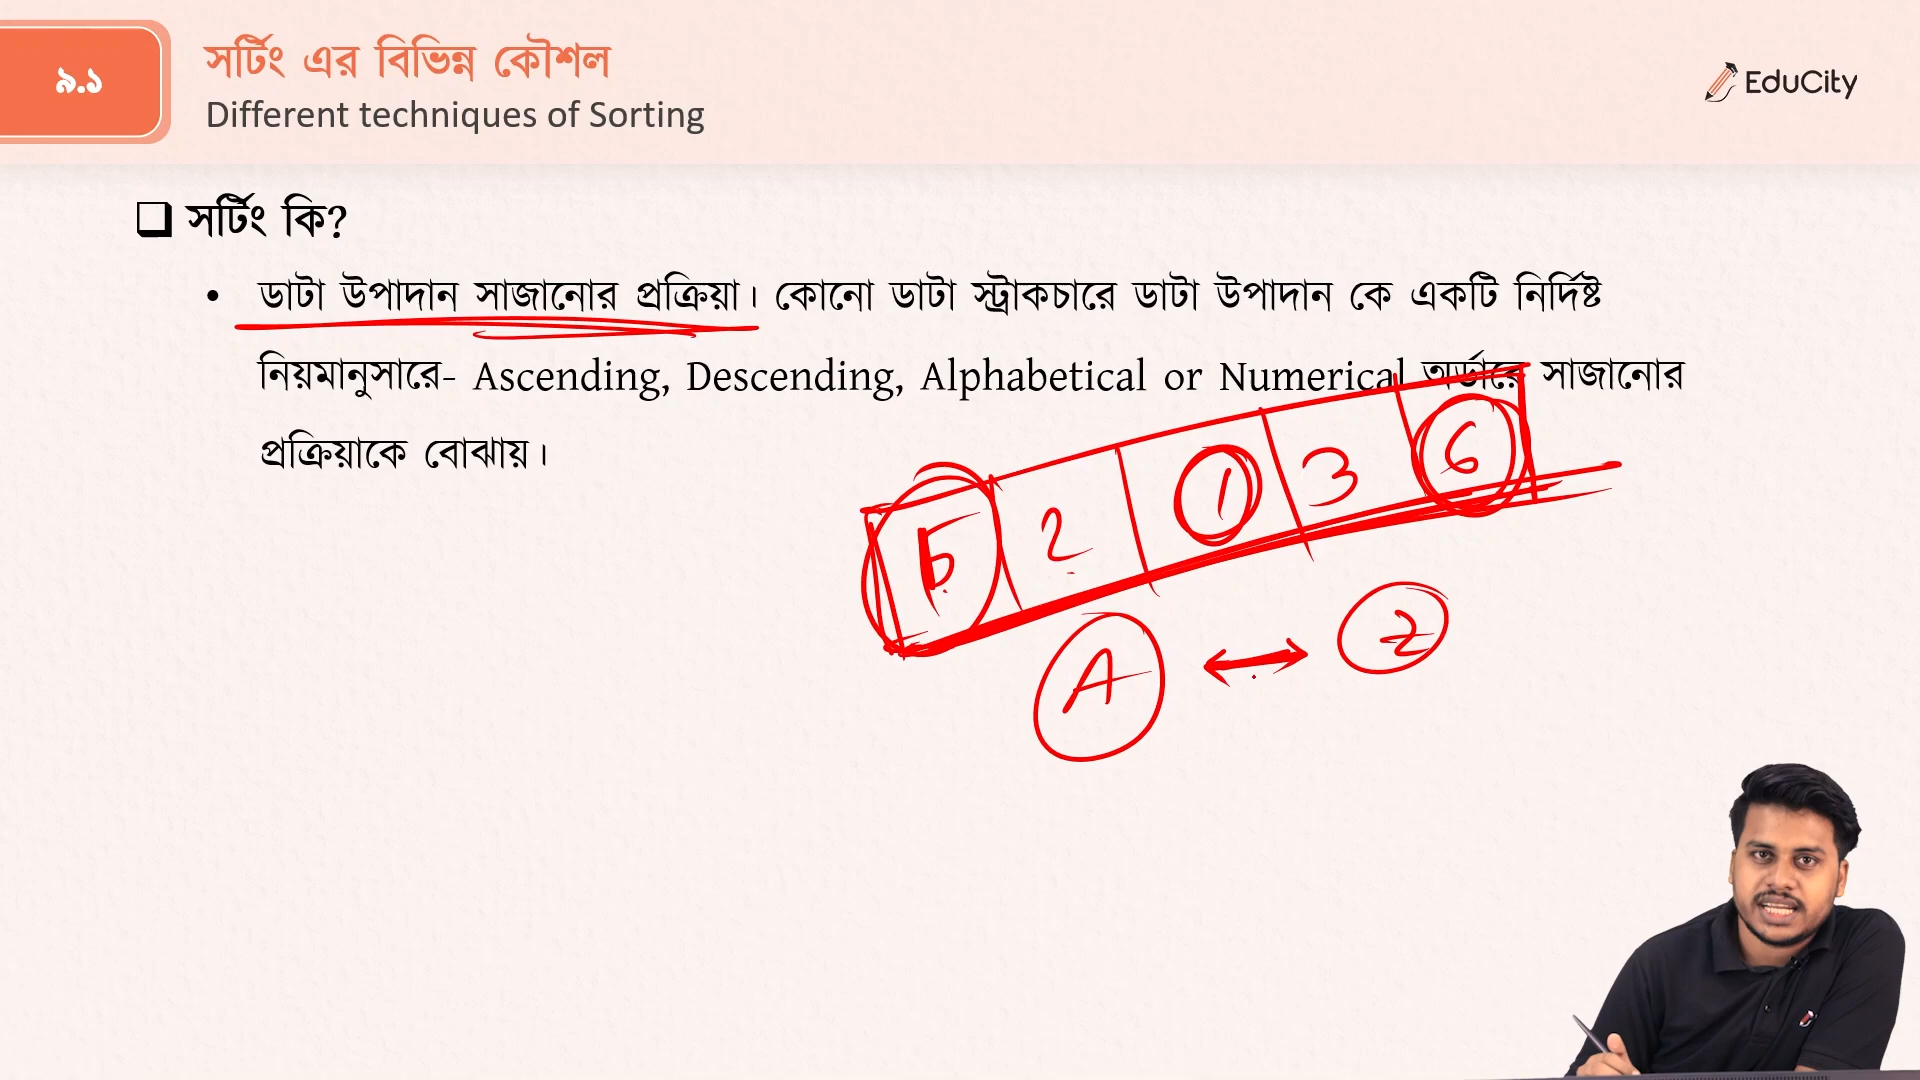 ৯.১
সর্টিং এর বিভিন্ন কৌশল
Different techniques of Sorting
EduCity
❑ সর্টিং কি?
• ডাটা উপাদান সাজানোর প্রক্রিয়া। কোনো ডাটা স্ট্রাকচারে ডাটা উপাদান কে একটি নির্দিষ্ট
নিয়মানুসারে- Ascending, Descending, Alphabetical or Numerical অর্ডারে সাজানোর
প্রক্রিয়াকে বোঝায়।
5 2 1 3 6
A ↔ Z